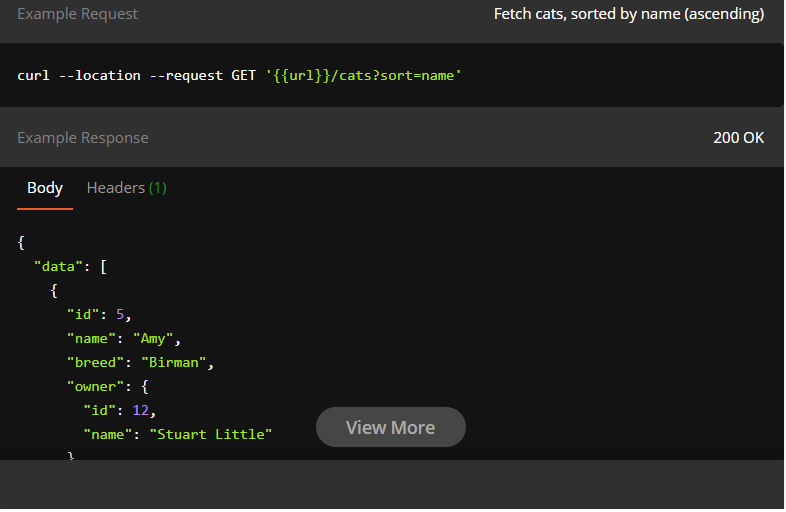 Example Request
Fetch cats, sorted by name (ascending)
curl --location --request GET '{{url}}/cats?sort=name'
Example Response
200 OK
Body
Headers (1)
{
"data": [
{
"id": 5,
"name": "Amy",
"breed": "Birman",
"owner": {
"id": 12,
"name": "Stuart Little"
}
View More